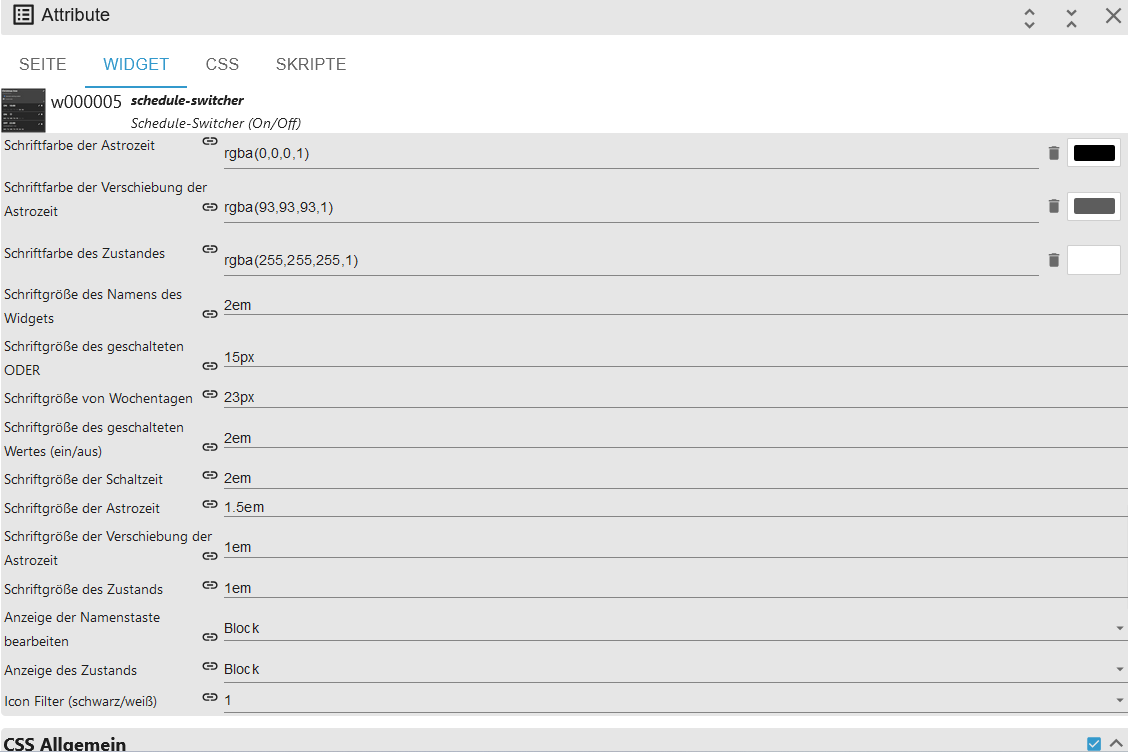 Attribute
SEITE
WIDGET
CSS
SKRIPTE
w000005
schedule-switcher
Schedule-Switcher (On/Off)
Schriftfarbe der Astrozeit
rgba(0,0,0,1)
Schriftfarbe der Verschiebung der
Astrozeit
rgba(93,93,93,1)
Schriftfarbe des Zustandes
rgba(255,255,255,1)
Schriftgröße des Namens des
Widgets
2em
Schriftgröße des geschalteten
ODER
15px
Schriftgröße von Wochentagen
23px
Schriftgröße des geschalteten
Wertes (ein/aus)
2em
Schriftgröße der Schaltzeit
2em
Schriftgröße der Astrozeit
1.5em
Schriftgröße der Verschiebung der
Astrozeit
1em
Schriftgröße des Zustands
1em
Anzeige der Namenstaste
bearbeiten
Block
Anzeige des Zustands
Block
Icon Filter (schwarz/weiß)
1
CSS Allgemein